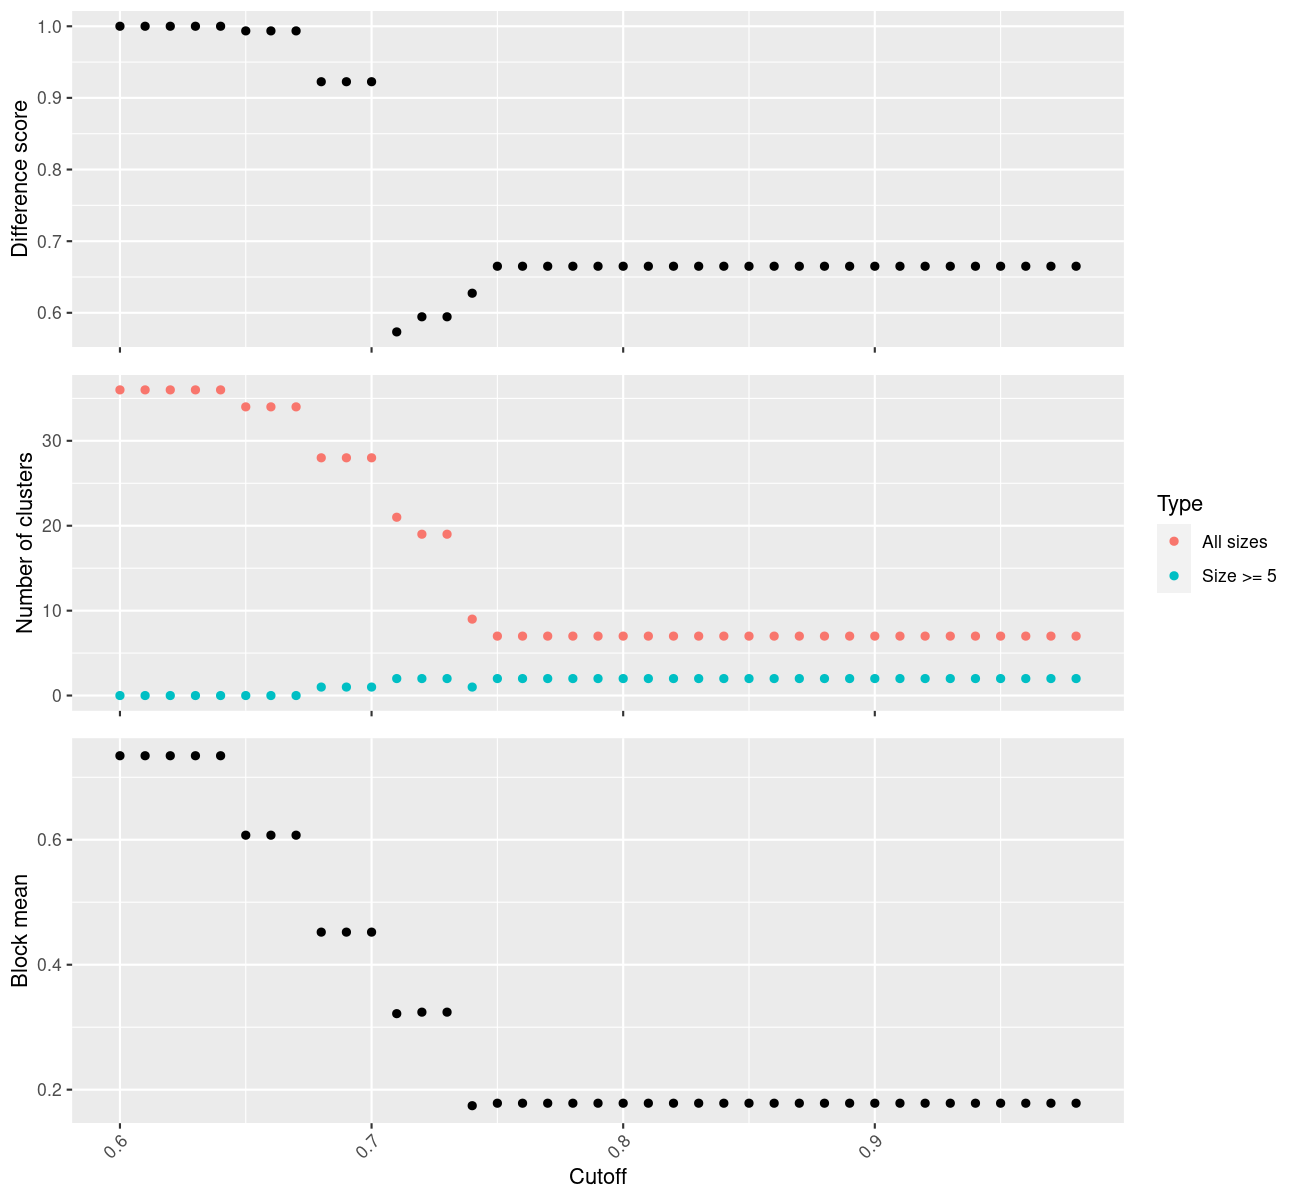 Difference score
1.0
0.9
0.8
0.7
0.6
Number of clusters
30
20
10
0
Type
All sizes
Size >= 5
Block mean
0.6
0.4
0.2
0.6
0.7
0.8
0.9
Cutoff